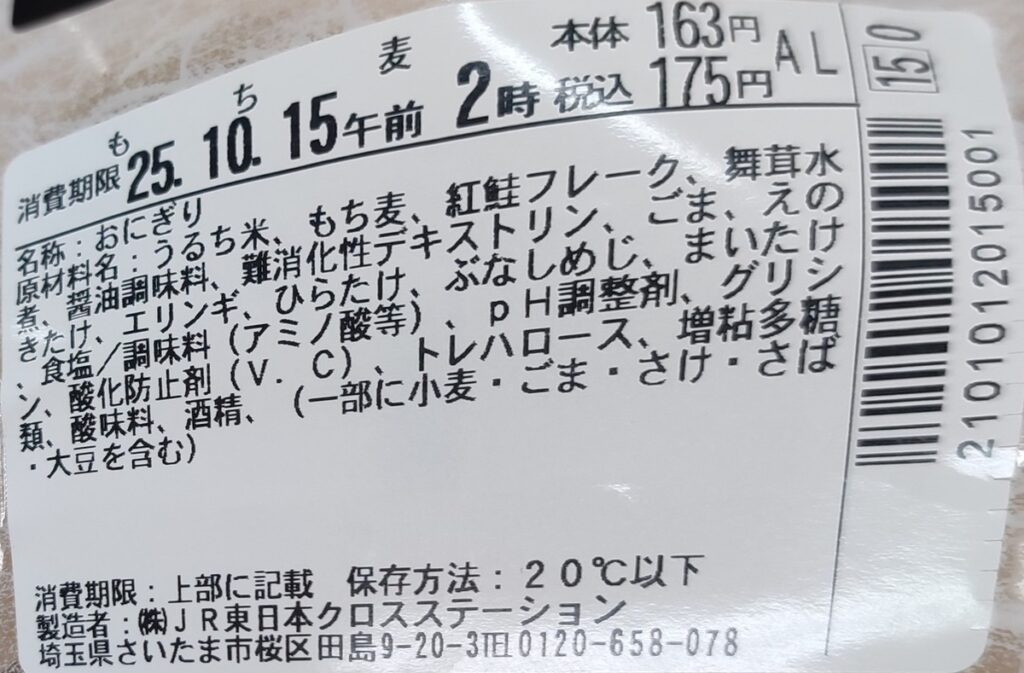 もち麦
本体 163円
税込 175円
AL
消費期限 25.10.15午前 2時
名称：おにぎり
原材料名：うるち米、もち麦、紅鮭フレーク、舞茸水
煮、醤油調味料、難消化性デキストリン、ごま、えのけ
きたけ、エリンギ、ひらたけ、ぶなしめじ、まいたけ
、食塩／調味料（アミノ酸等）、ｐＨ調整剤、グリシ
ン、酸化防止剤（Ｖ．Ｃ）、トレハロース、増粘多糖
類、酸味料、酒精、（一部に小麦・ごま・さけ・さば
・大豆を含む）
消費期限：上部に記載　保存方法：２０℃以下
製造者：㈱ＪＲ東日本クロスステーション
埼玉県さいたま市桜区田島9-20-3℡0120-658-078
15 0
2101012015001